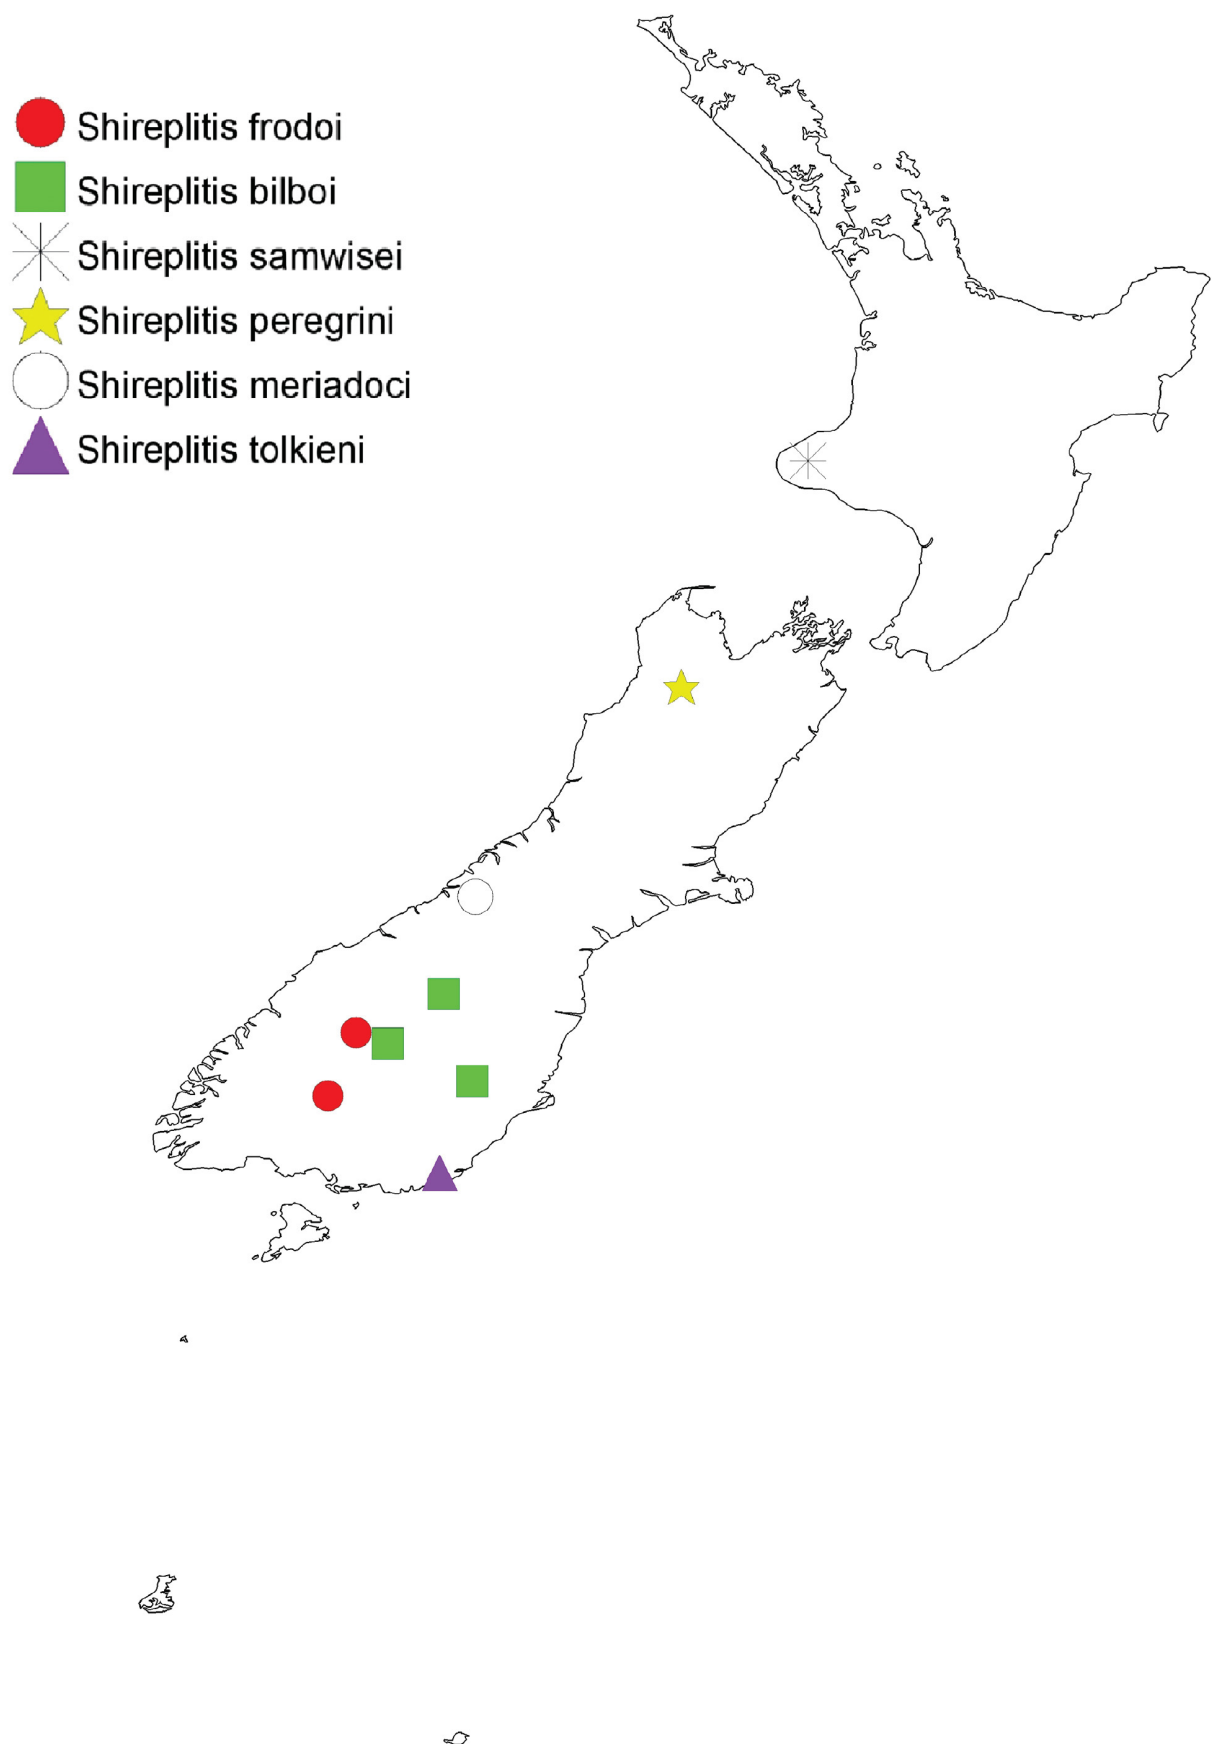 Shireplitis frodoi
Shireplitis bilboi
Shireplitis samwisei
Shireplitis peregrini
Shireplitis meriadoci
Shireplitis tolkieni